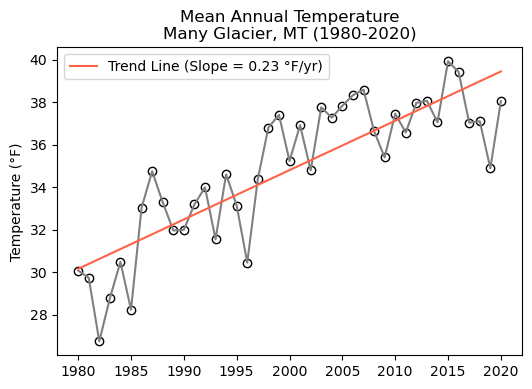 Mean Annual Temperature
Many Glacier, MT (1980-2020)
Trend Line (Slope = 0.23 °F/yr)
Temperature (°F)
40
38
36
34
32
30
28
1980 1985 1990 1995 2000 2005 2010 2015 2020